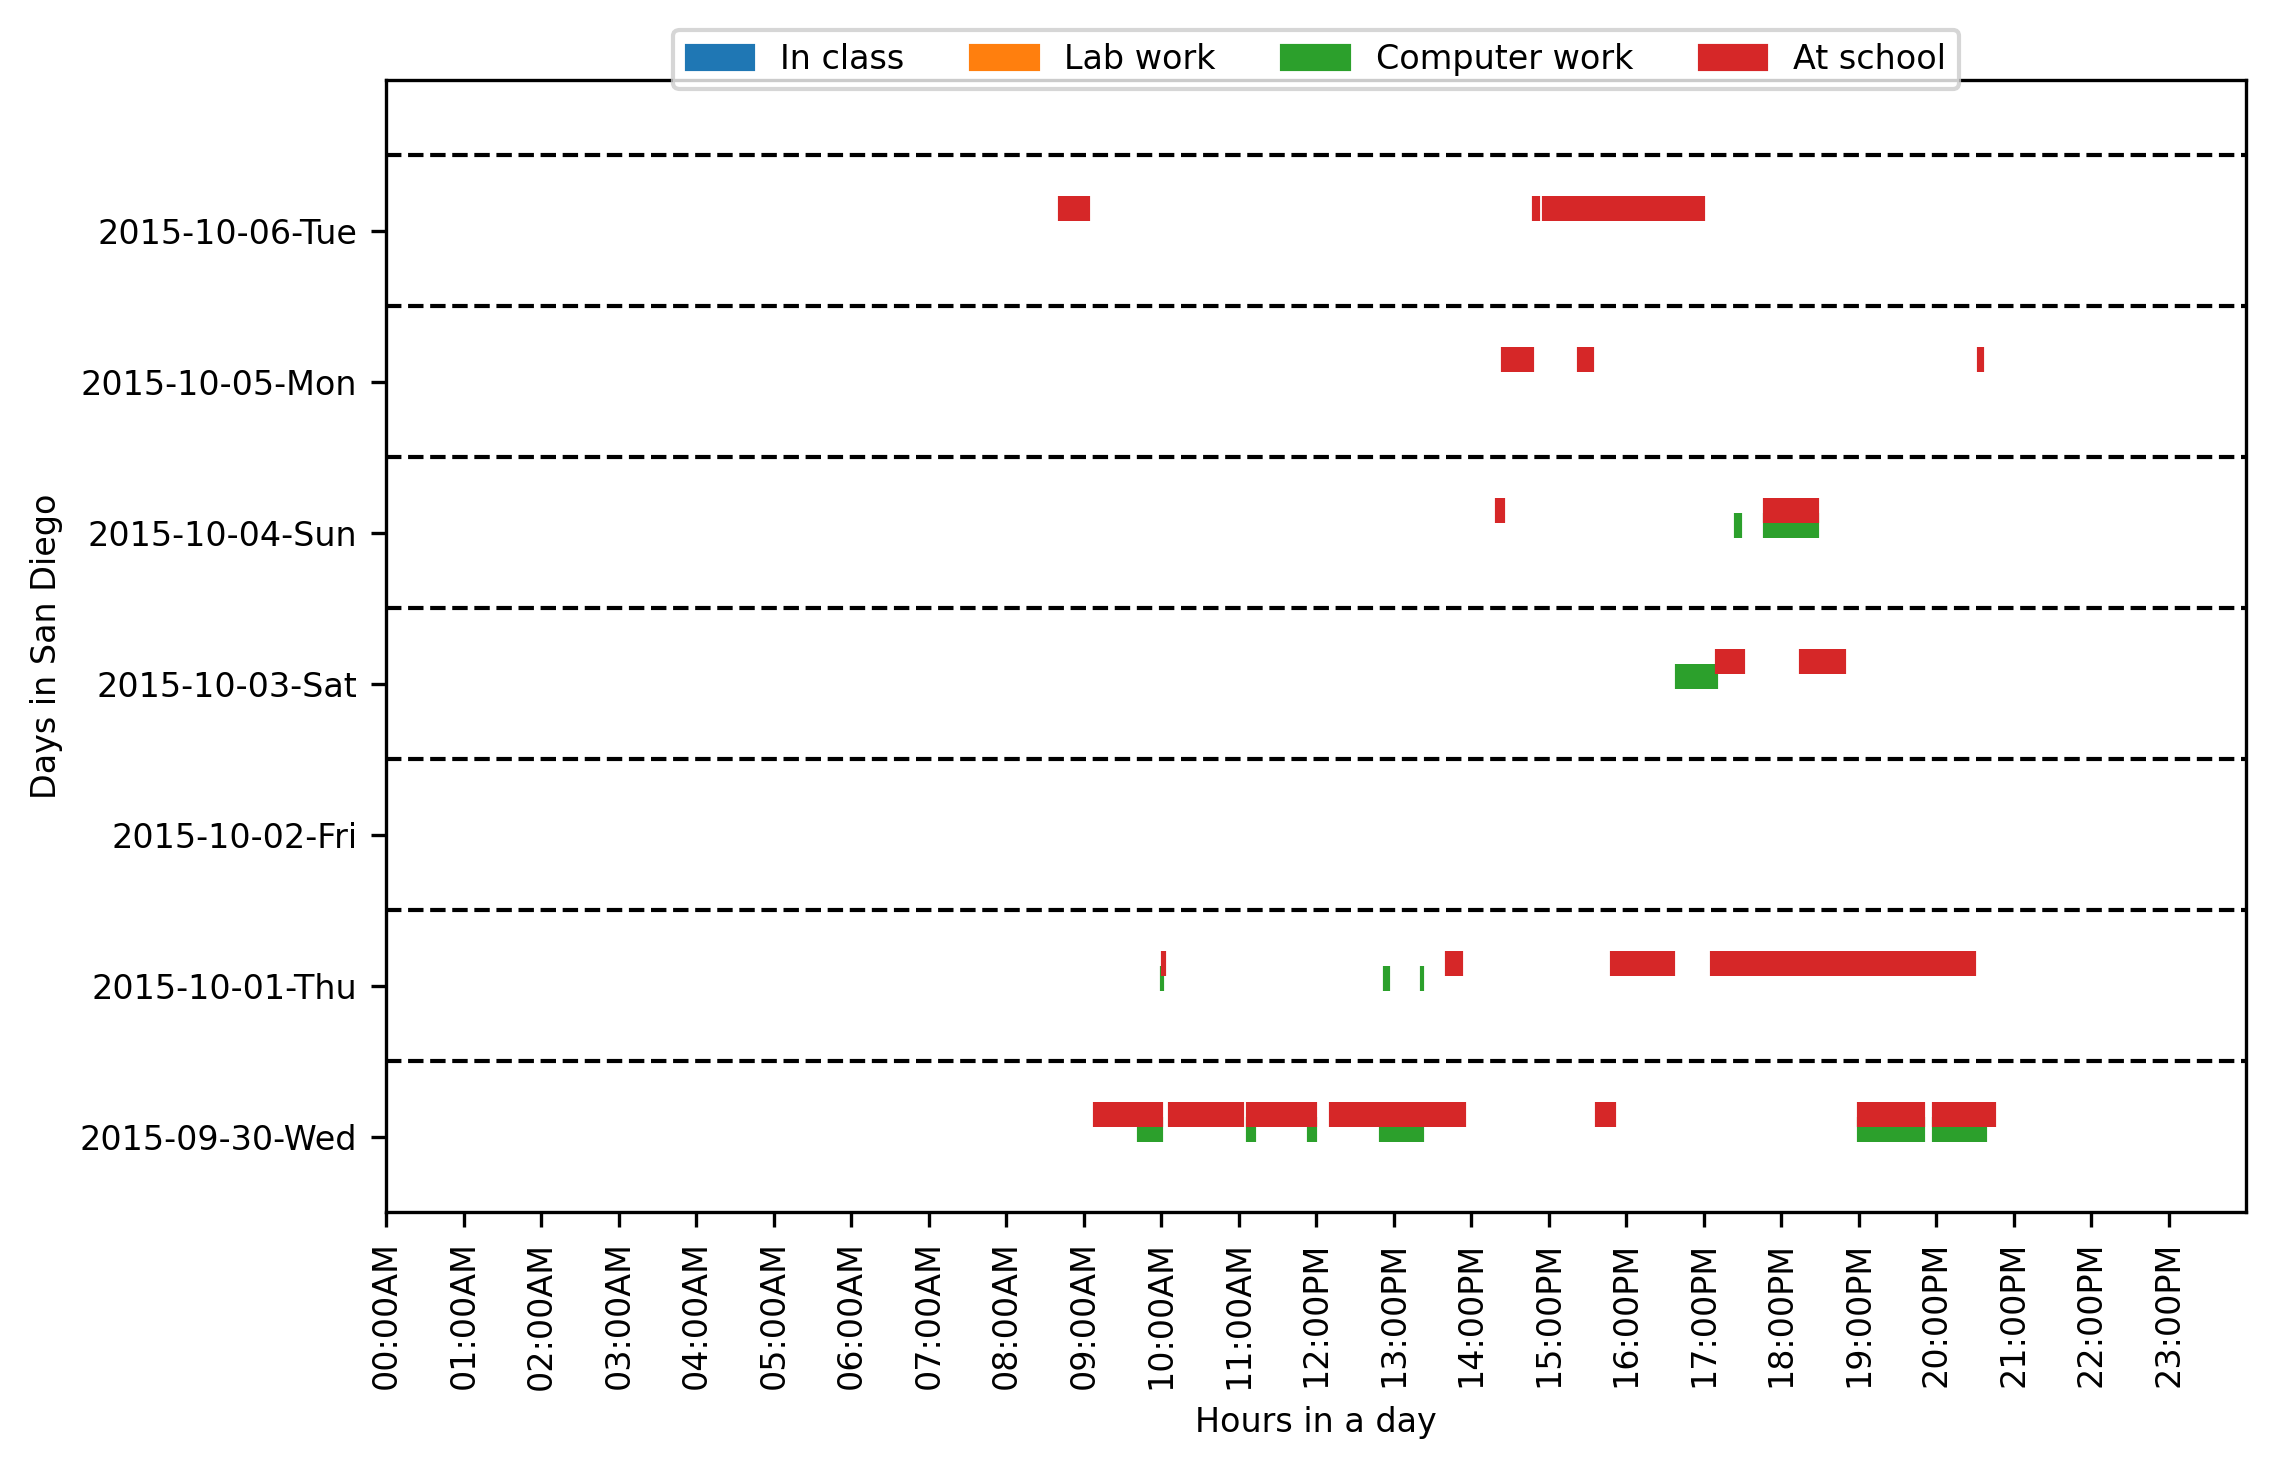 In class Lab work Computer work At school
2015-10-06-Tue
2015-10-05-Mon
2015-10-04-Sun
2015-10-03-Sat
2015-10-02-Fri
2015-10-01-Thu
2015-09-30-Wed
Days in San Diego
00:00AM
01:00AM
02:00AM
03:00AM
04:00AM
05:00AM
06:00AM
07:00AM
08:00AM
09:00AM
10:00AM
11:00AM
12:00PM
13:00PM
14:00PM
15:00PM
16:00PM
17:00PM
18:00PM
19:00PM
20:00PM
21:00PM
22:00PM
23:00PM
Hours in a day